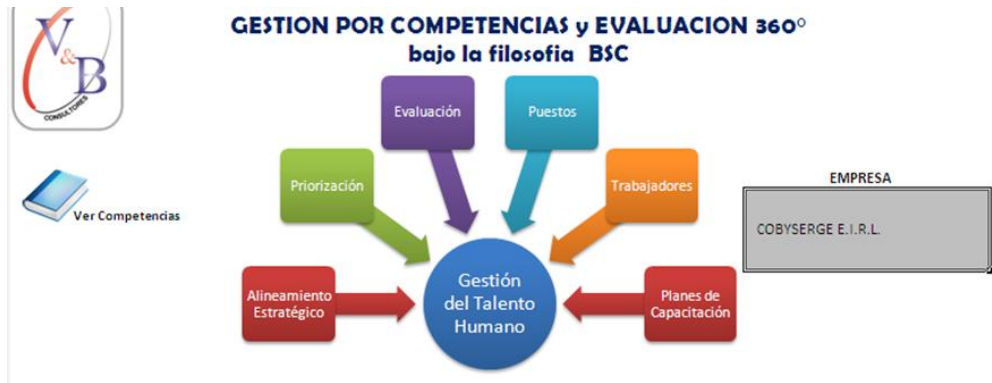 V&B
CONSULTORES
GESTION POR COMPETENCIAS y EVALUACION 360°
bajo la filosofia BSC
Evaluación
Puestos
Priorización
Trabajadores
Ver Competencias
EMPRESA
COBYSERGE E.I.R.L.
Alineamiento
Estratégico
Gestión
del Talento
Humano
Planes de
Capacitación